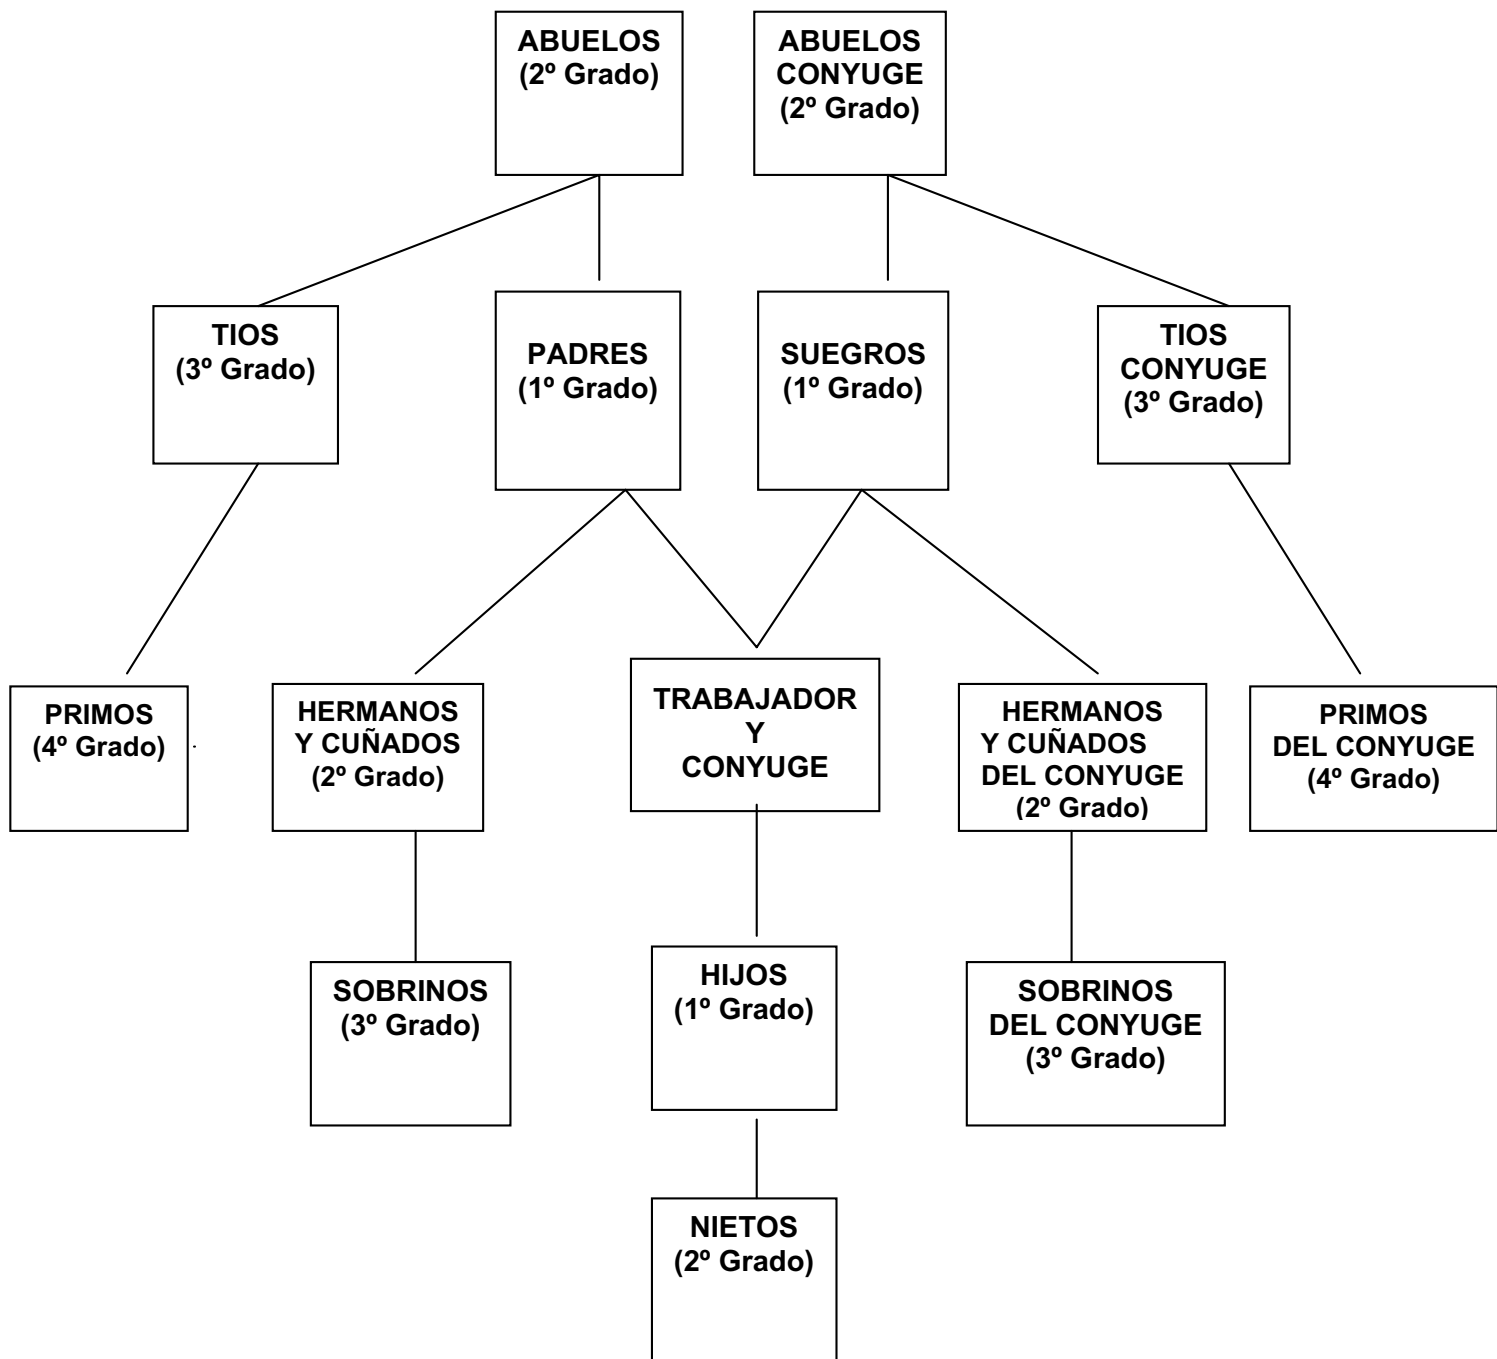 ABUELOS
(2º Grado)
ABUELOS
CONYUGE
(2º Grado)
TIOS
(3º Grado)
PADRES
(1º Grado)
SUEGROS
(1º Grado)
TIOS
CONYUGE
(3º Grado)
PRIMOS
(4º Grado)
HERMANOS
Y CUÑADOS
(2º Grado)
TRABAJADOR
Y
CONYUGE
HERMANOS
Y CUÑADOS
DEL CONYUGE
(2º Grado)
PRIMOS
DEL CONYUGE
(4º Grado)
SOBRINOS
(3º Grado)
HIJOS
(1º Grado)
SOBRINOS
DEL CONYUGE
(3º Grado)
NIETOS
(2º Grado)